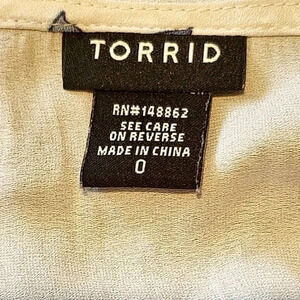 TORRID
RN#148862
SEE CARE
ON REVERSE
MADE IN CHINA
0